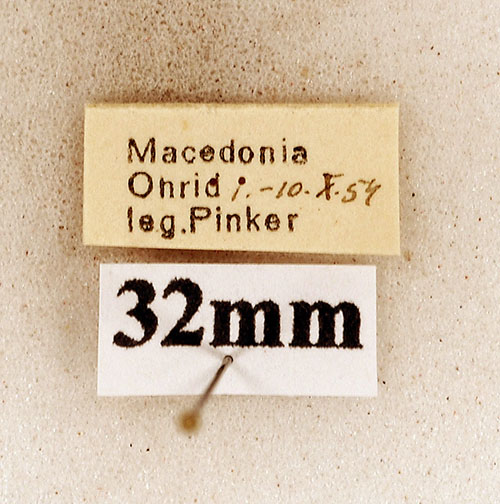 Macedonia
Ohrid 1.-10.X.54
leg.Pinker
32mm